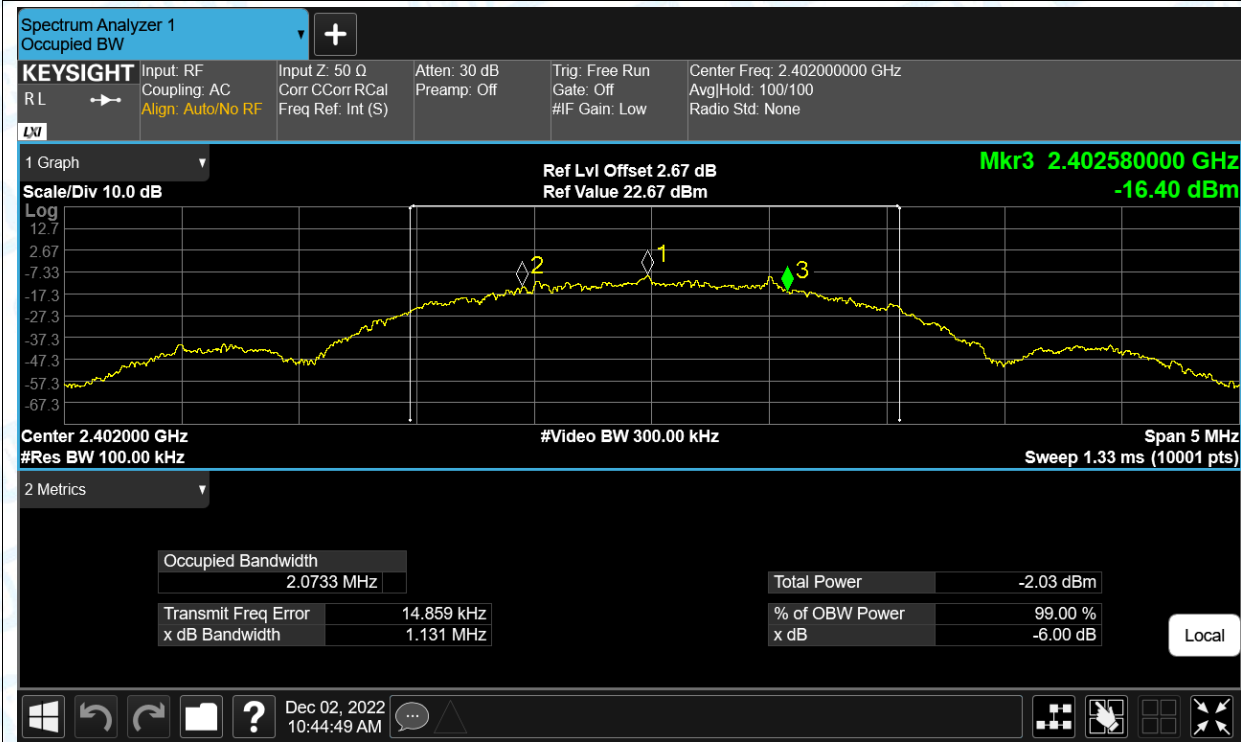 Spectrum Analyzer 1
Occupied BW
KEYSIGHT
R L
LXI
Input: RF
Coupling: AC
Align: Auto/No RF
Input Z: 50 Ω
Corr CCorr RCal
Freq Ref: Int (S)
Atten: 30 dB
Preamp: Off
Trig: Free Run
Gate: Off
#IF Gain: Low
Center Freq: 2.402000000 GHz
Avg|Hold: 100/100
Radio Std: None
1 Graph
Scale/Div 10.0 dB
Ref Lvl Offset 2.67 dB
Ref Value 22.67 dBm
Mkr3 2.402580000 GHz
-16.40 dBm
Log
12.7
2.67
-7.33
-17.3
-27.3
-37.3
-47.3
-57.3
-67.3
2
1
3
Center 2.402000 GHz
#Video BW 300.00 kHz
Span 5 MHz
#Res BW 100.00 kHz
Sweep 1.33 ms (10001 pts)
2 Metrics
Occupied Bandwidth
2.0733 MHz
Total Power -2.03 dBm
Transmit Freq Error 14.859 kHz
% of OBW Power 99.00 %
x dB Bandwidth 1.131 MHz
x dB -6.00 dB
Local
?
Dec 02, 2022
10:44:49 AM